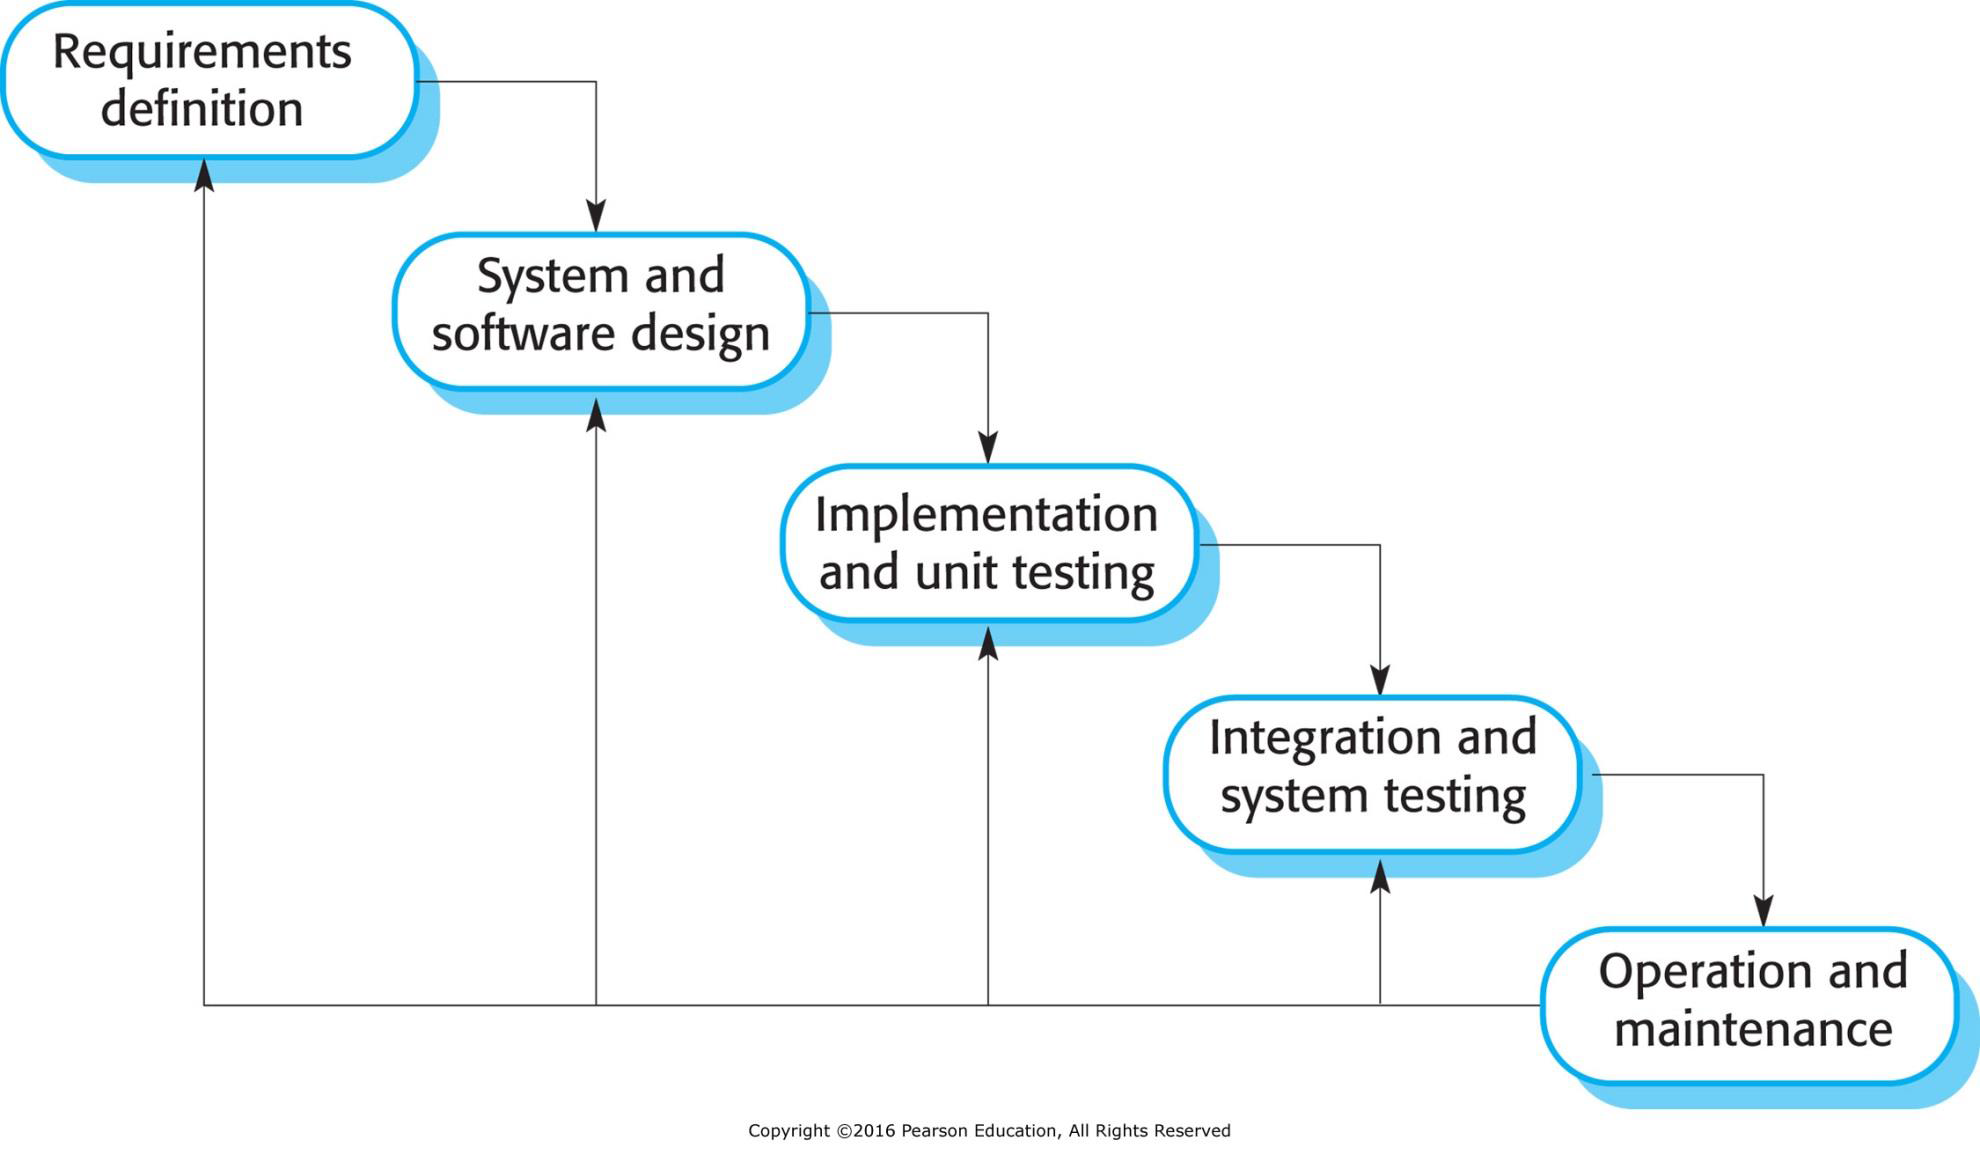 Requirements
definition
System and
software design
Implementation
and unit testing
Integration and
system testing
Operation and
maintenance
Copyright ©2016 Pearson Education, All Rights Reserved